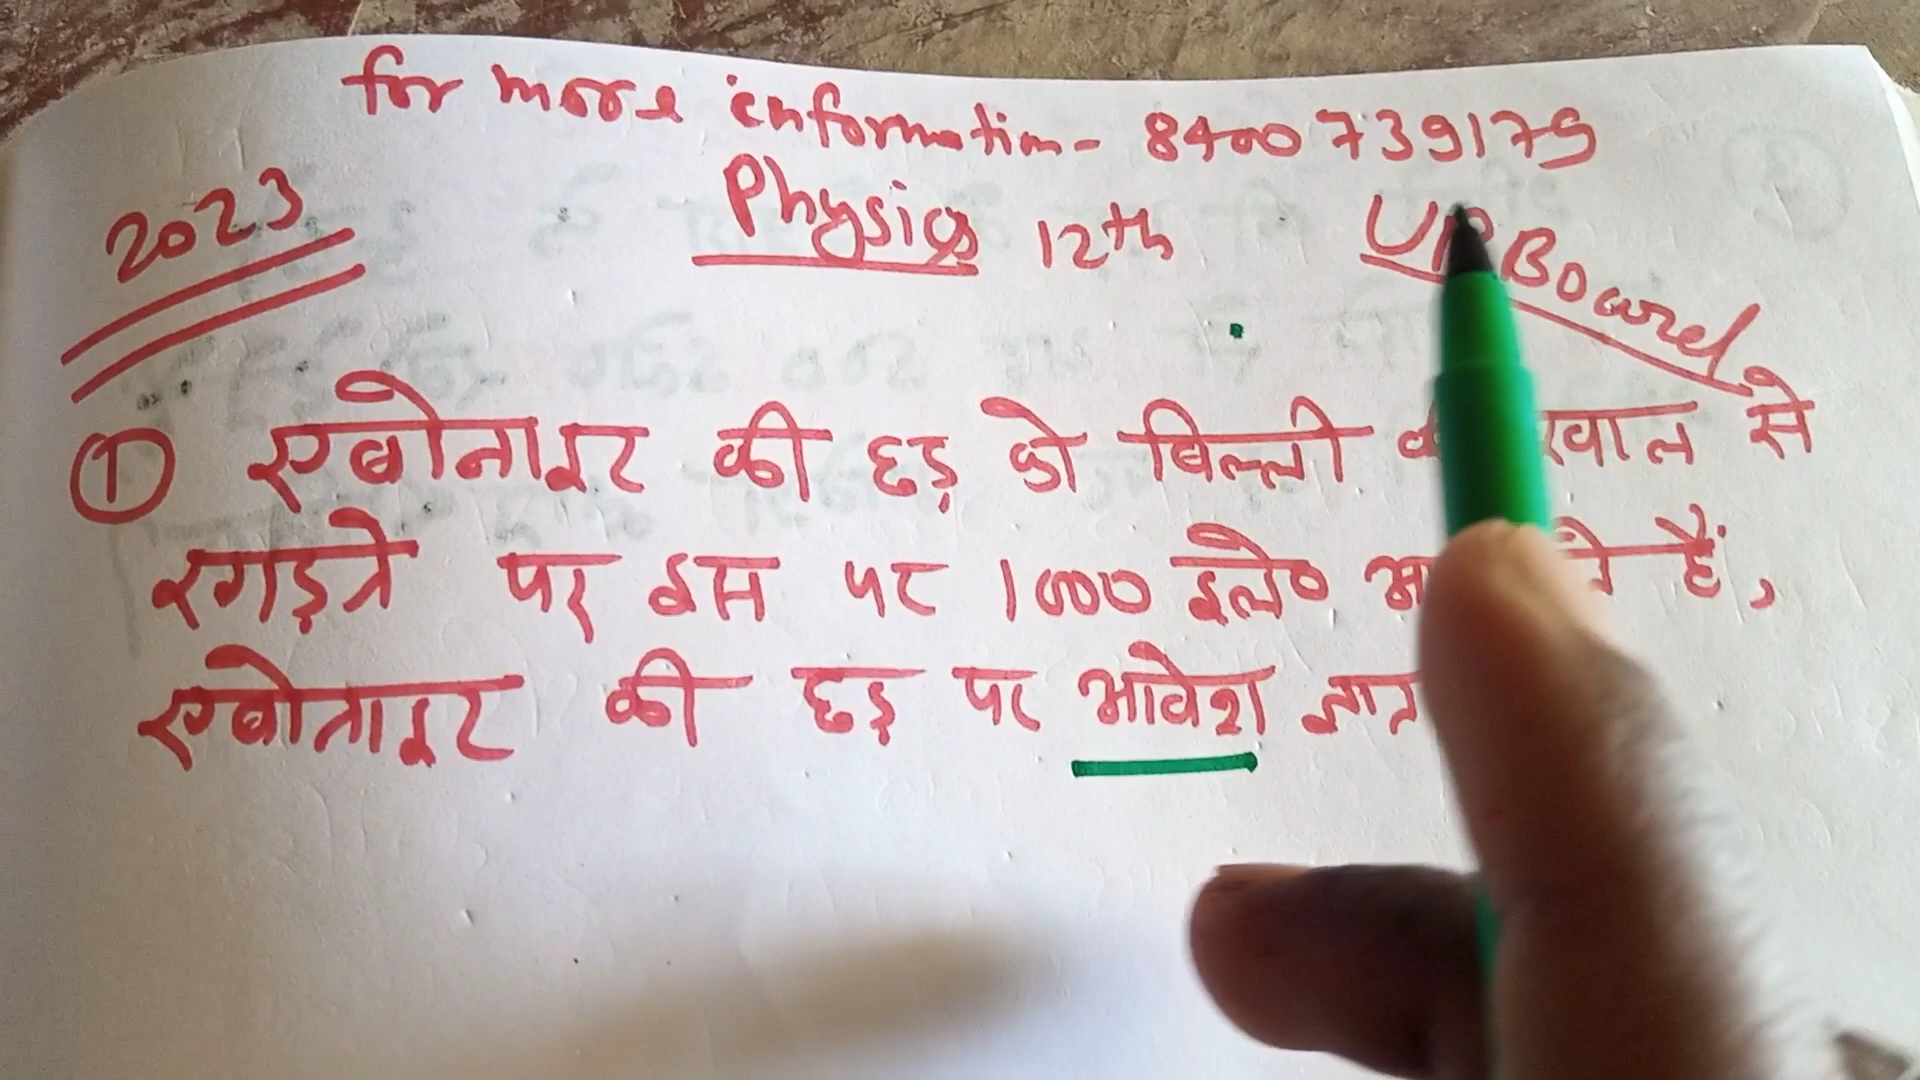 for more information - 8400739179
2023 Physics 12th UP Board
① एबोनाइट की छड़ को बिल्ली की खाल से
रगड़ने पर इस पर 1000 इले० हैं,
एबोनाइट की छड़ पर आवेश ज्ञात